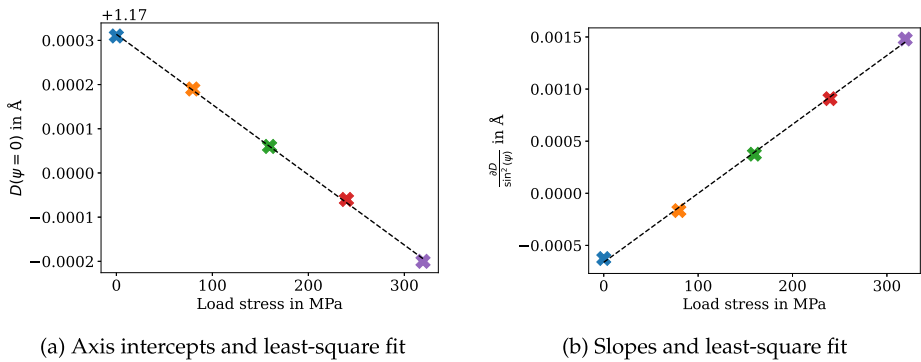 +1.17
0.0003
0.0002
0.0001
0.0000
−0.0001
−0.0002
D(ψ = 0) in Å
0 100 200 300
Load stress in MPa
(a) Axis intercepts and least-square fit
0.0015
0.0010
0.0005
0.0000
−0.0005
∂D / sin²(ψ) in Å
0 100 200 300
Load stress in MPa
(b) Slopes and least-square fit